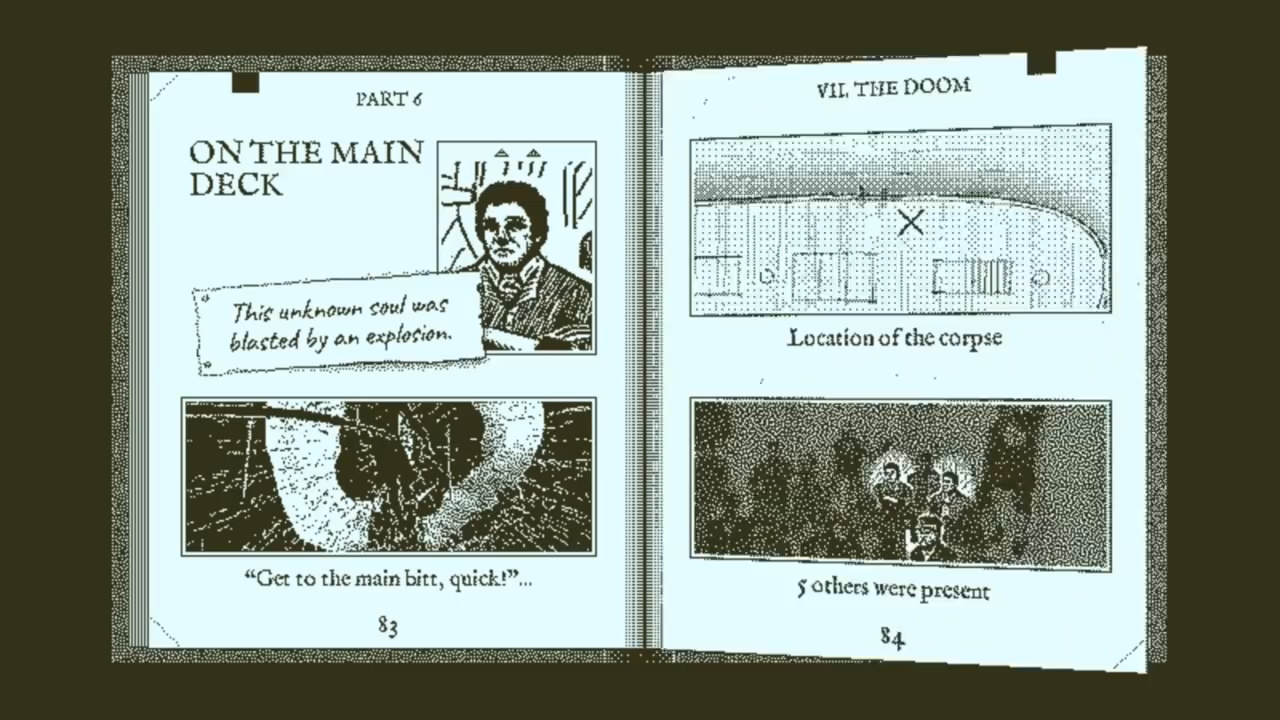 PART 6
ON THE MAIN
DECK
This unknown soul was
blasted by an explosion.
"Get to the main bitt, quick!"...
83
VII. THE DOOM
Location of the corpse
5 others were present
84